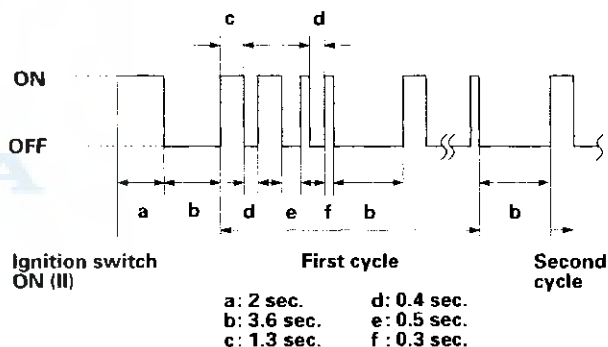 c d
ON
OFF
a b d e f b b
Ignition switch ON (II)
First cycle
Second cycle
a: 2 sec. d: 0.4 sec.
b: 3.6 sec. e: 0.5 sec.
c: 1.3 sec. f : 0.3 sec.